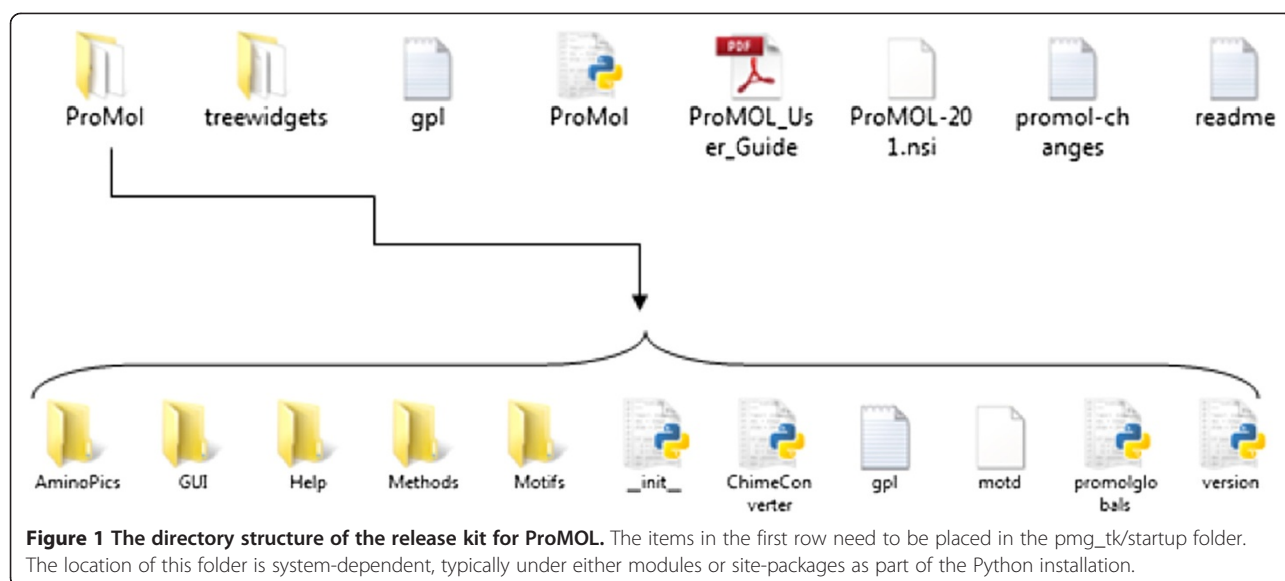 PDF
ProMol
treewidgets
gpl
ProMol
ProMOL_Us
er_Guide
ProMOL-20
1.nsi
promol-ch
anges
readme
AminoPics
GUI
Help
Methods
Motifs
__init__
ChimeCon
verter
gpl
motd
promolglo
bals
version
Figure 1 The directory structure of the release kit for ProMOL. The items in the first row need to be placed in the pmg_tk/startup folder.
The location of this folder is system-dependent, typically under either modules or site-packages as part of the Python installation.